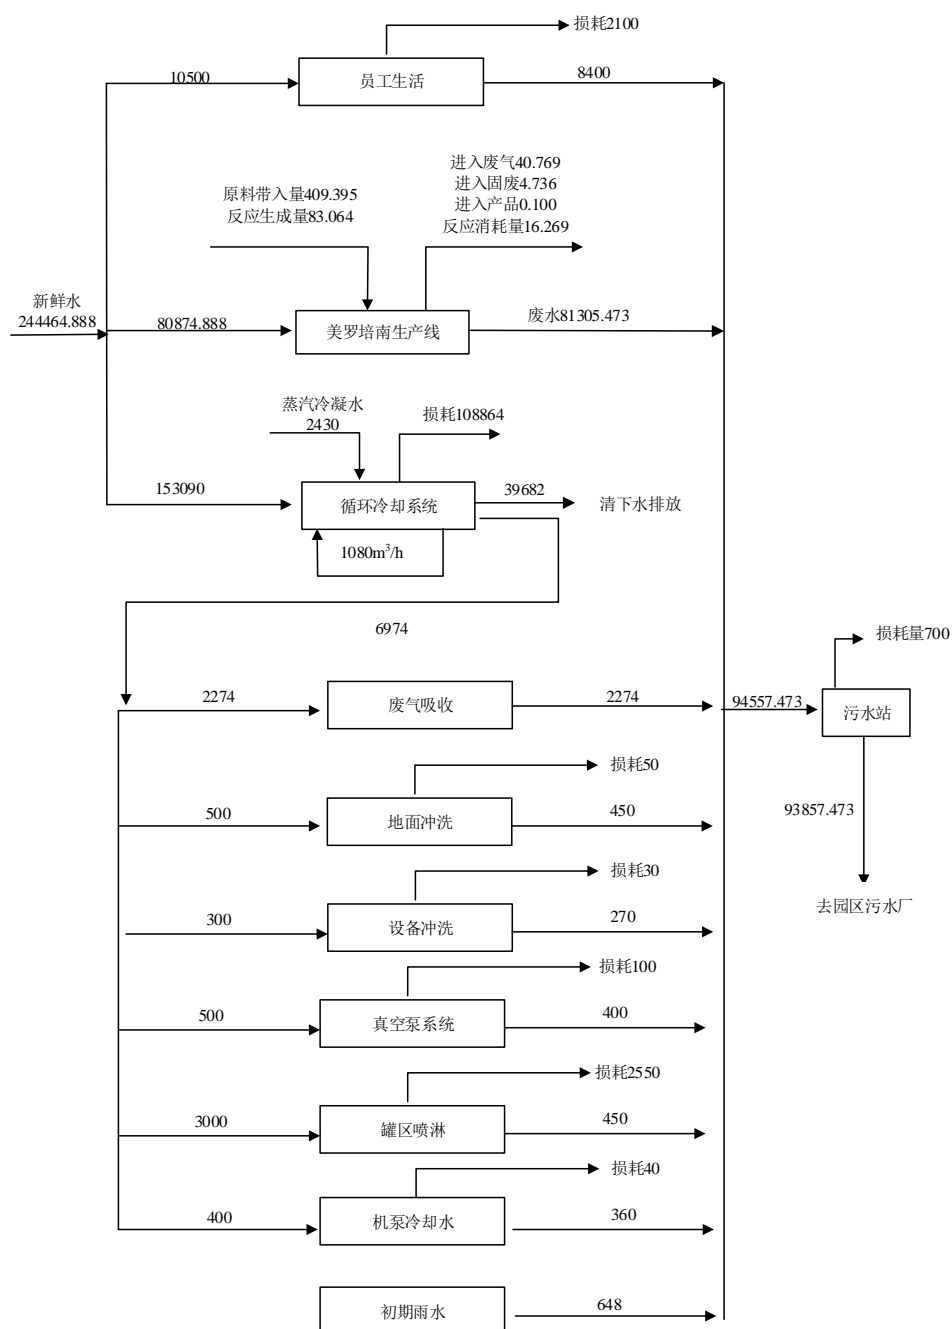 损耗2100
10500
员工生活
8400
进入废气40.769
进入固废4.736
进入产品0.100
反应消耗量16.269
原料带入量409.395
反应生成量83.064
新鲜水
244464.888
80874.888
美罗培南生产线
废水81305.473
蒸汽冷凝水
2430
损耗108864
153090
循环冷却系统
39682
清下水排放
1080m³/h
6974
损耗量700
2274
废气吸收
2274
94557.473
污水站
损耗50
500
地面冲洗
450
93857.473
损耗30
300
设备冲洗
270
去园区污水厂
损耗100
500
真空泵系统
400
损耗2550
3000
罐区喷淋
450
损耗40
400
机泵冷却水
360
初期雨水
648